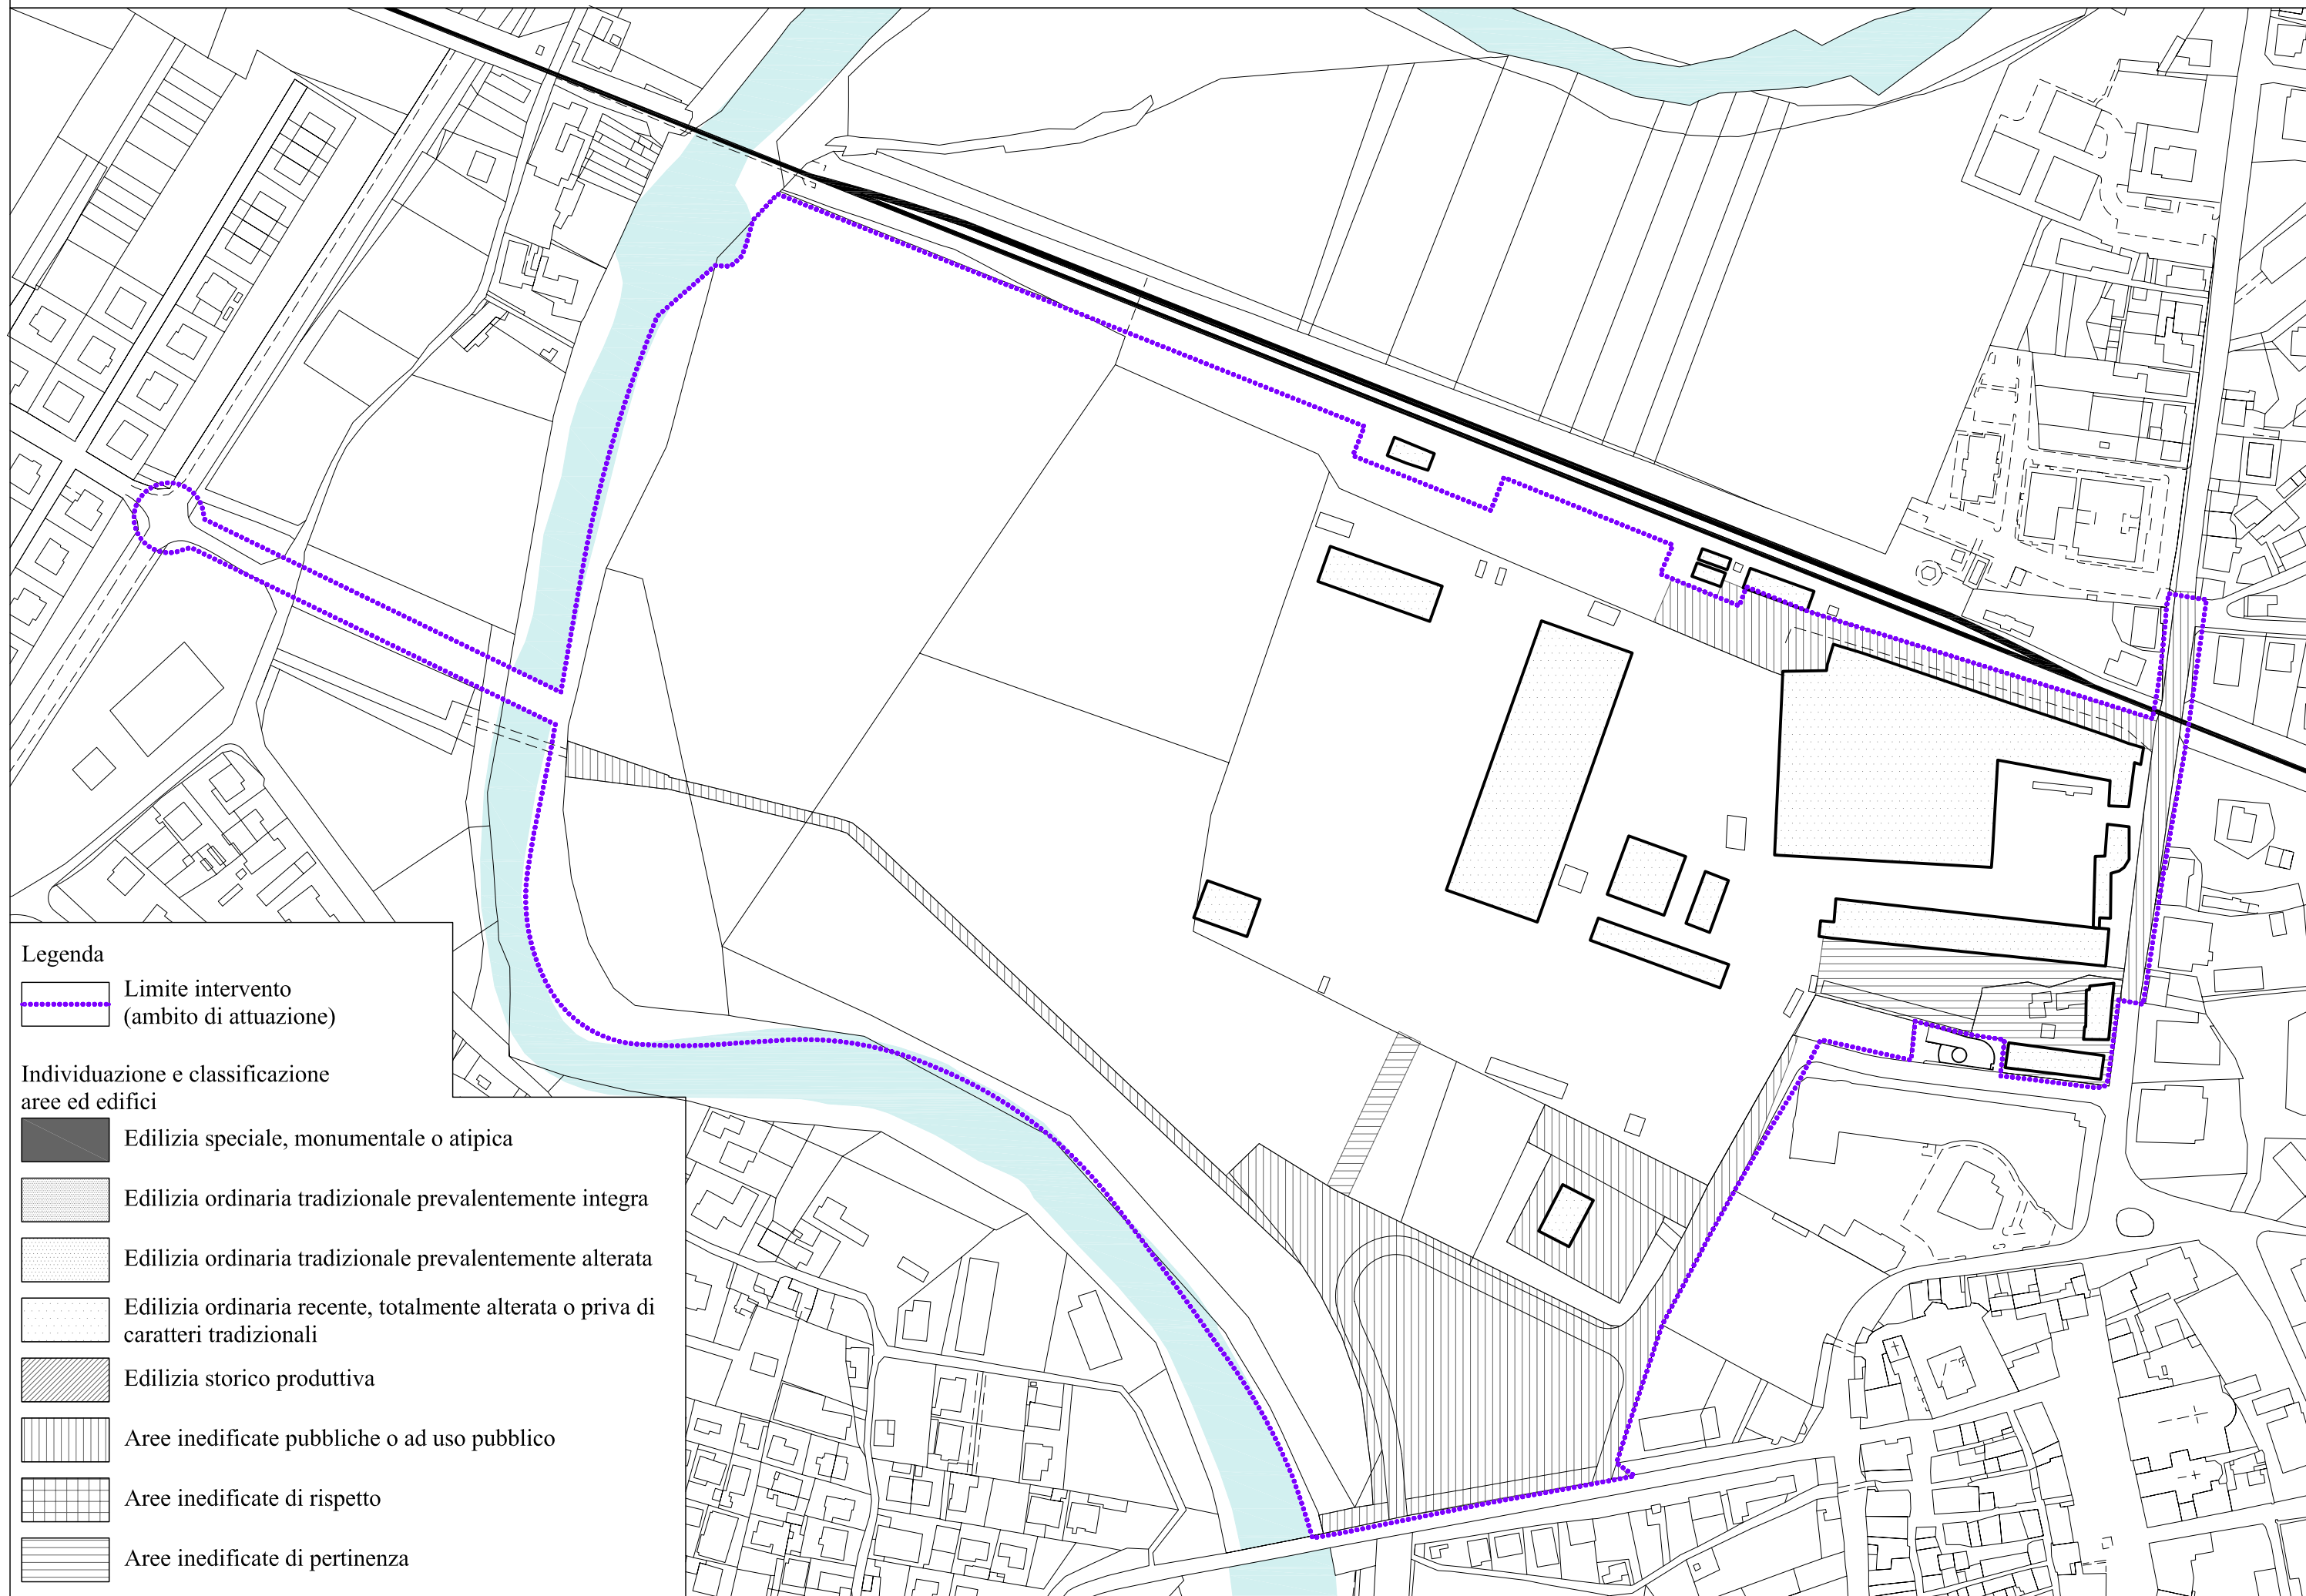 Legenda
Limite intervento
(ambito di attuazione)
Individuazione e classificazione
aree ed edifici
Edilizia speciale, monumentale o atipica
Edilizia ordinaria tradizionale prevalentemente integra
Edilizia ordinaria tradizionale prevalentemente alterata
Edilizia ordinaria recente, totalmente alterata o priva di
caratteri tradizionali
Edilizia storico produttiva
Aree inedificate pubbliche o ad uso pubblico
Aree inedificate di rispetto
Aree inedificate di pertinenza